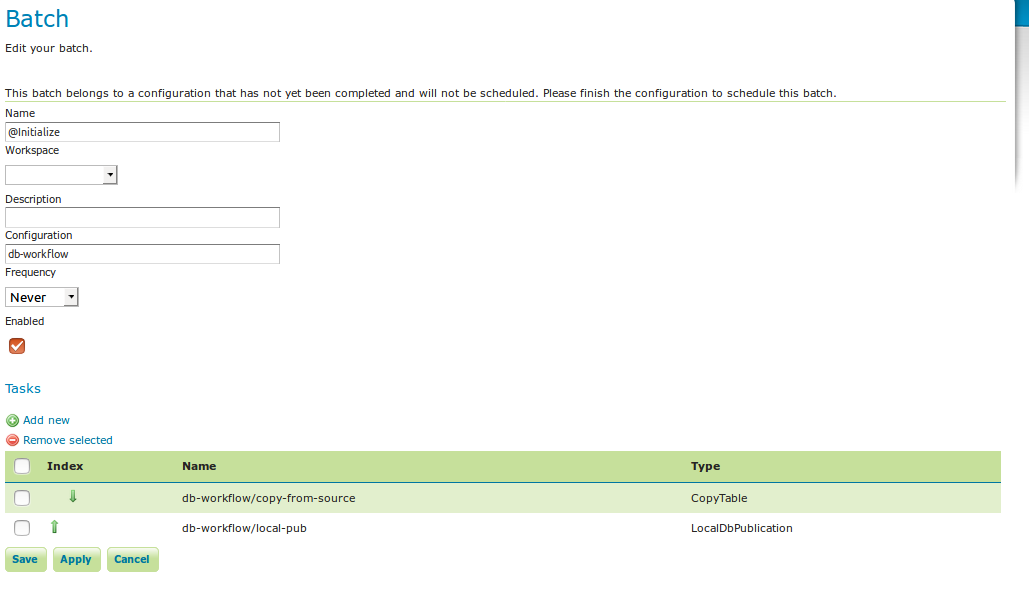 Batch
Edit your batch.
This batch belongs to a configuration that has not yet been completed and will not be scheduled. Please finish the configuration to schedule this batch.
Name
@Initialize
Workspace
Description
Configuration
db-workflow
Frequency
Never
Enabled
Tasks
Add new
Remove selected
Index Name Type
db-workflow/copy-from-source CopyTable
db-workflow/local-pub LocalDbPublication
Save Apply Cancel